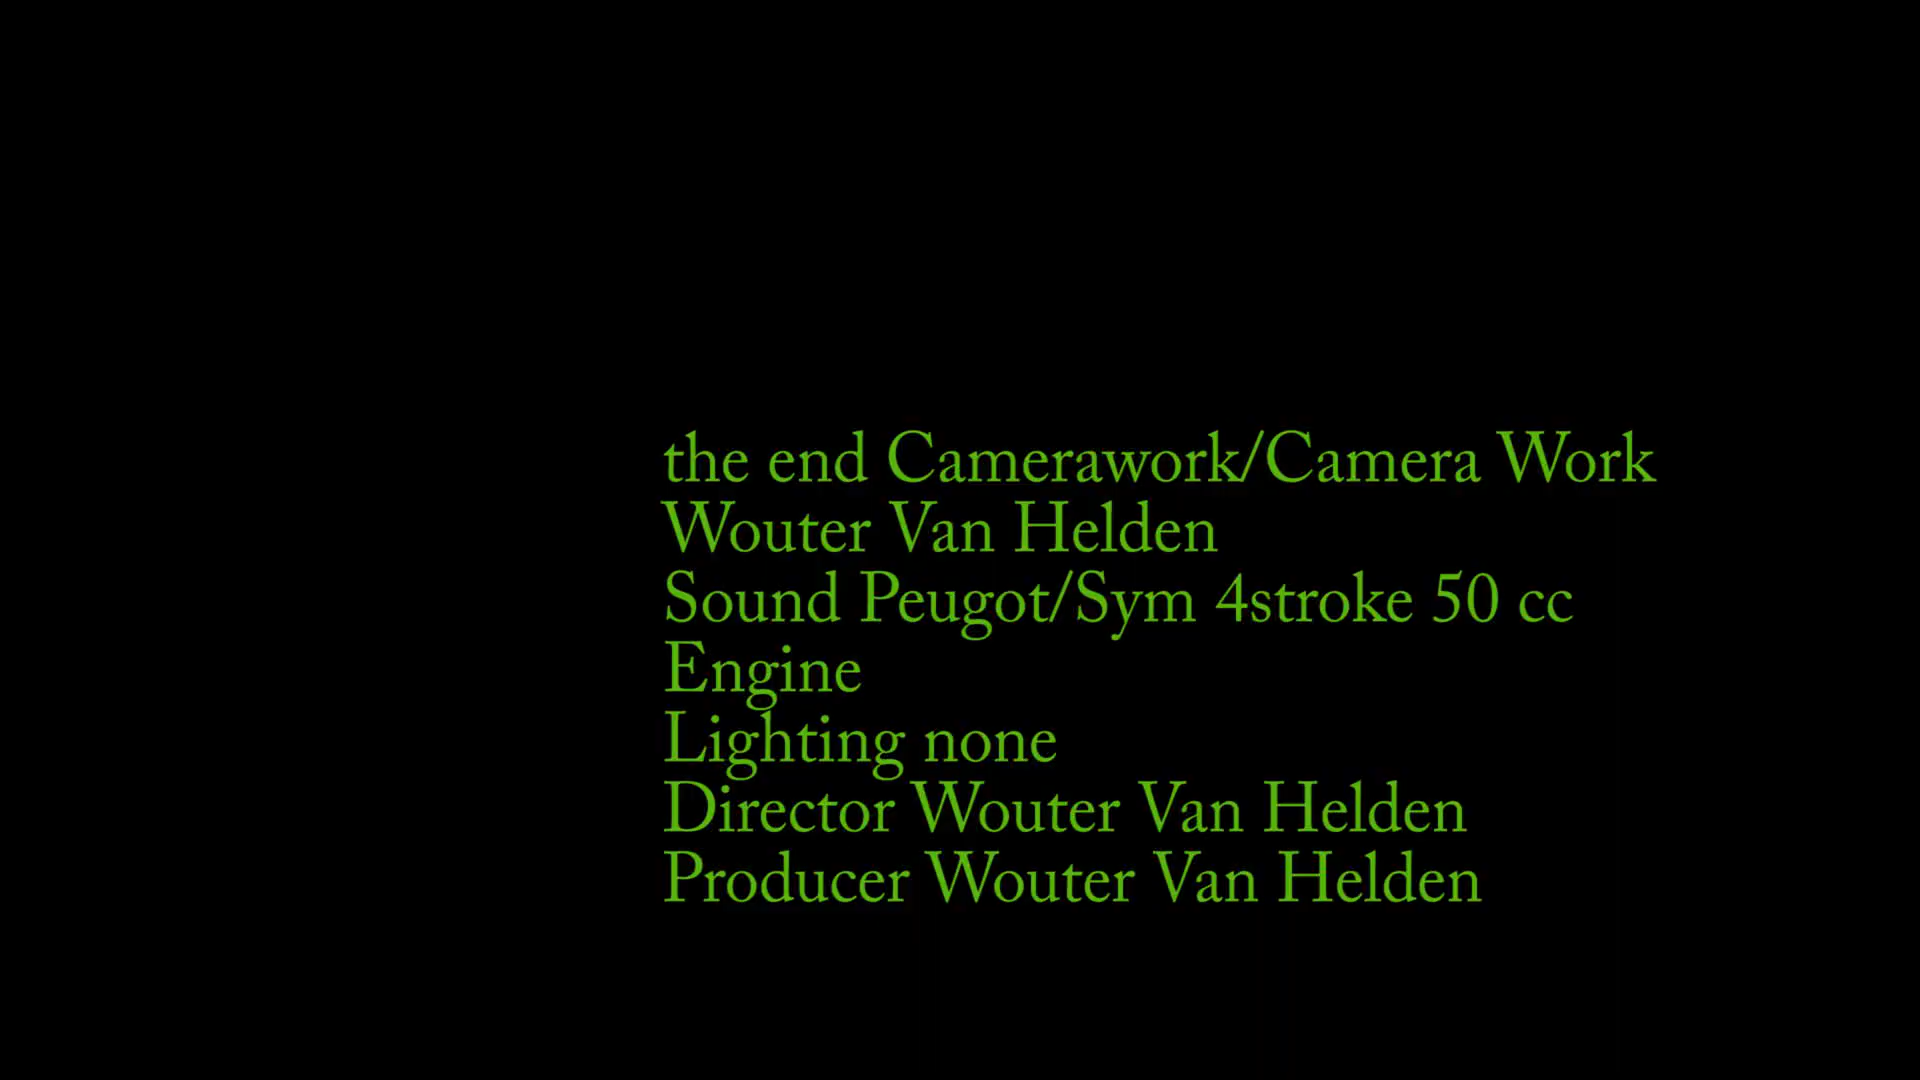 the end Camerawork/Camera Work
Wouter Van Helden
Sound Peugot/Sym 4stroke 50 cc
Engine
Lighting none
Director Wouter Van Helden
Producer Wouter Van Helden